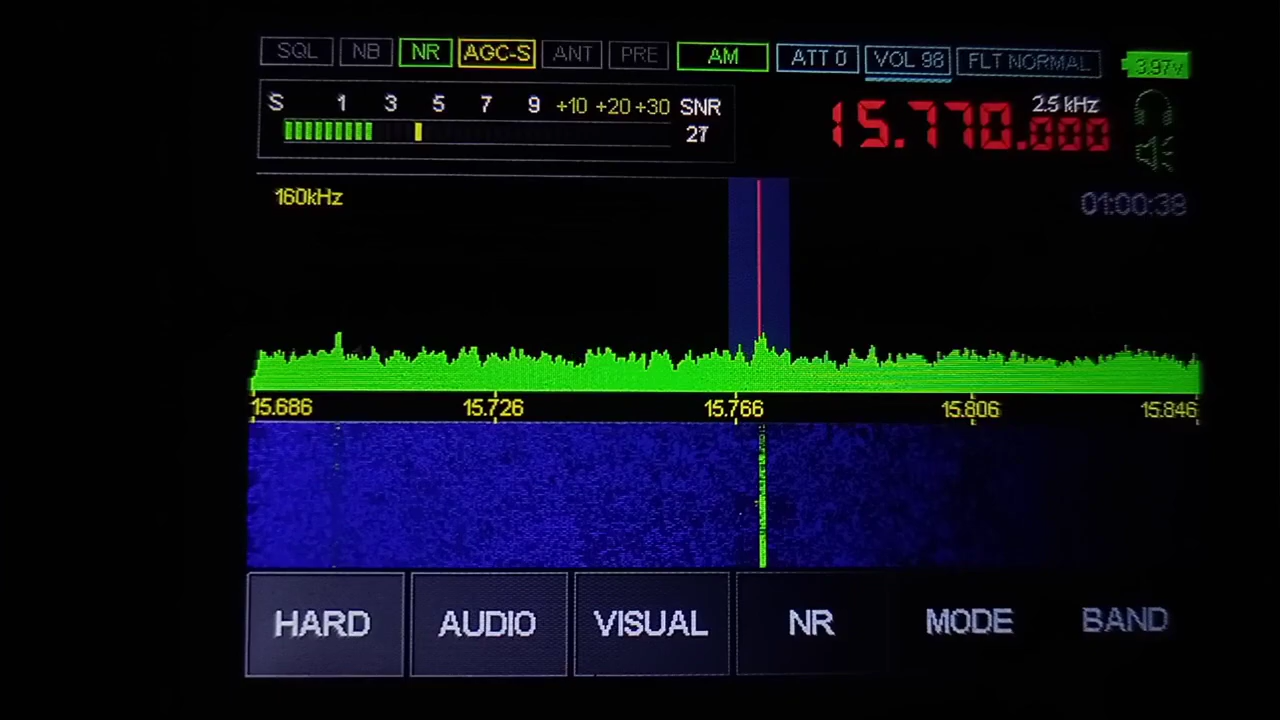 SQL NB NR AGC-S ANT PRE AM ATT 0 VOL 98 FLT NORMAL 3.97v
S 1 3 5 7 9 +10 +20 +30 SNR
27
2.5 kHz
15.770.000
160kHz
01:00:38
15.686 15.726 15.766 15.806 15.846
HARD AUDIO VISUAL NR MODE BAND